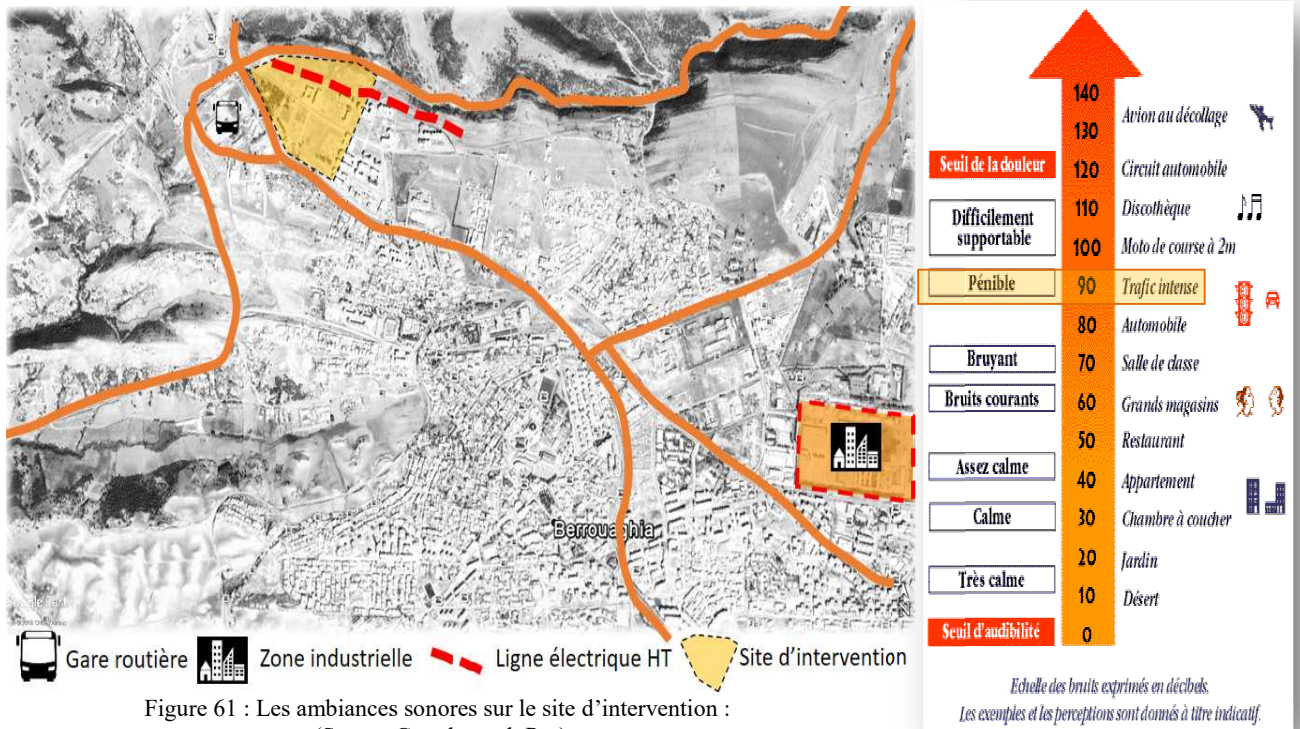 Berrouaghia
Gare routière
Zone industrielle
Ligne électrique HT
Site d'intervention
Figure 61 : Les ambiances sonores sur le site d'intervention :
140
Avion au décollage
130
Seuil de la douleur
120
Circuit automobile
Difficilement
supportable
110
Discothèque
100
Moto de course à 2m
Pénible
90
Trafic intense
80
Automobile
Bruyant
70
Salle de classe
Bruits courants
60
Grands magasins
50
Restaurant
Assez calme
40
Appartement
Calme
30
Chambre à coucher
20
Jardin
Très calme
10
Désert
Seuil d'audibilité
0
Echelle des bruits exprimés en décibels.
Les exemples et les perceptions sont donnés à titre indicatif.